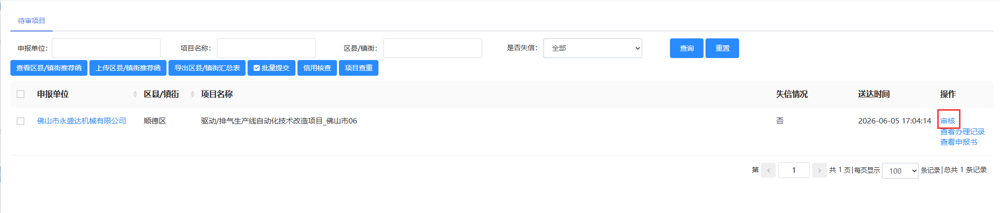 待审项目
申报单位: 项目名称: 区县/镇街: 是否失信: 全部 查询 重置
查看区县/镇街推荐函 上传区县/镇街推荐函 导出区县/镇街汇总表 批量提交 信用核查 项目查重
申报单位 区县/镇街 项目名称 失信情况 送达时间 操作
佛山市永盛达机械有限公司 顺德区 驱动/排气生产线自动化技术改造项目_佛山市06 否 2026-06-05 17:04:14 审核
查看办理记录
查看申报书
第 1 共 1 页|每页显示 100 条记录|总共 1 条记录